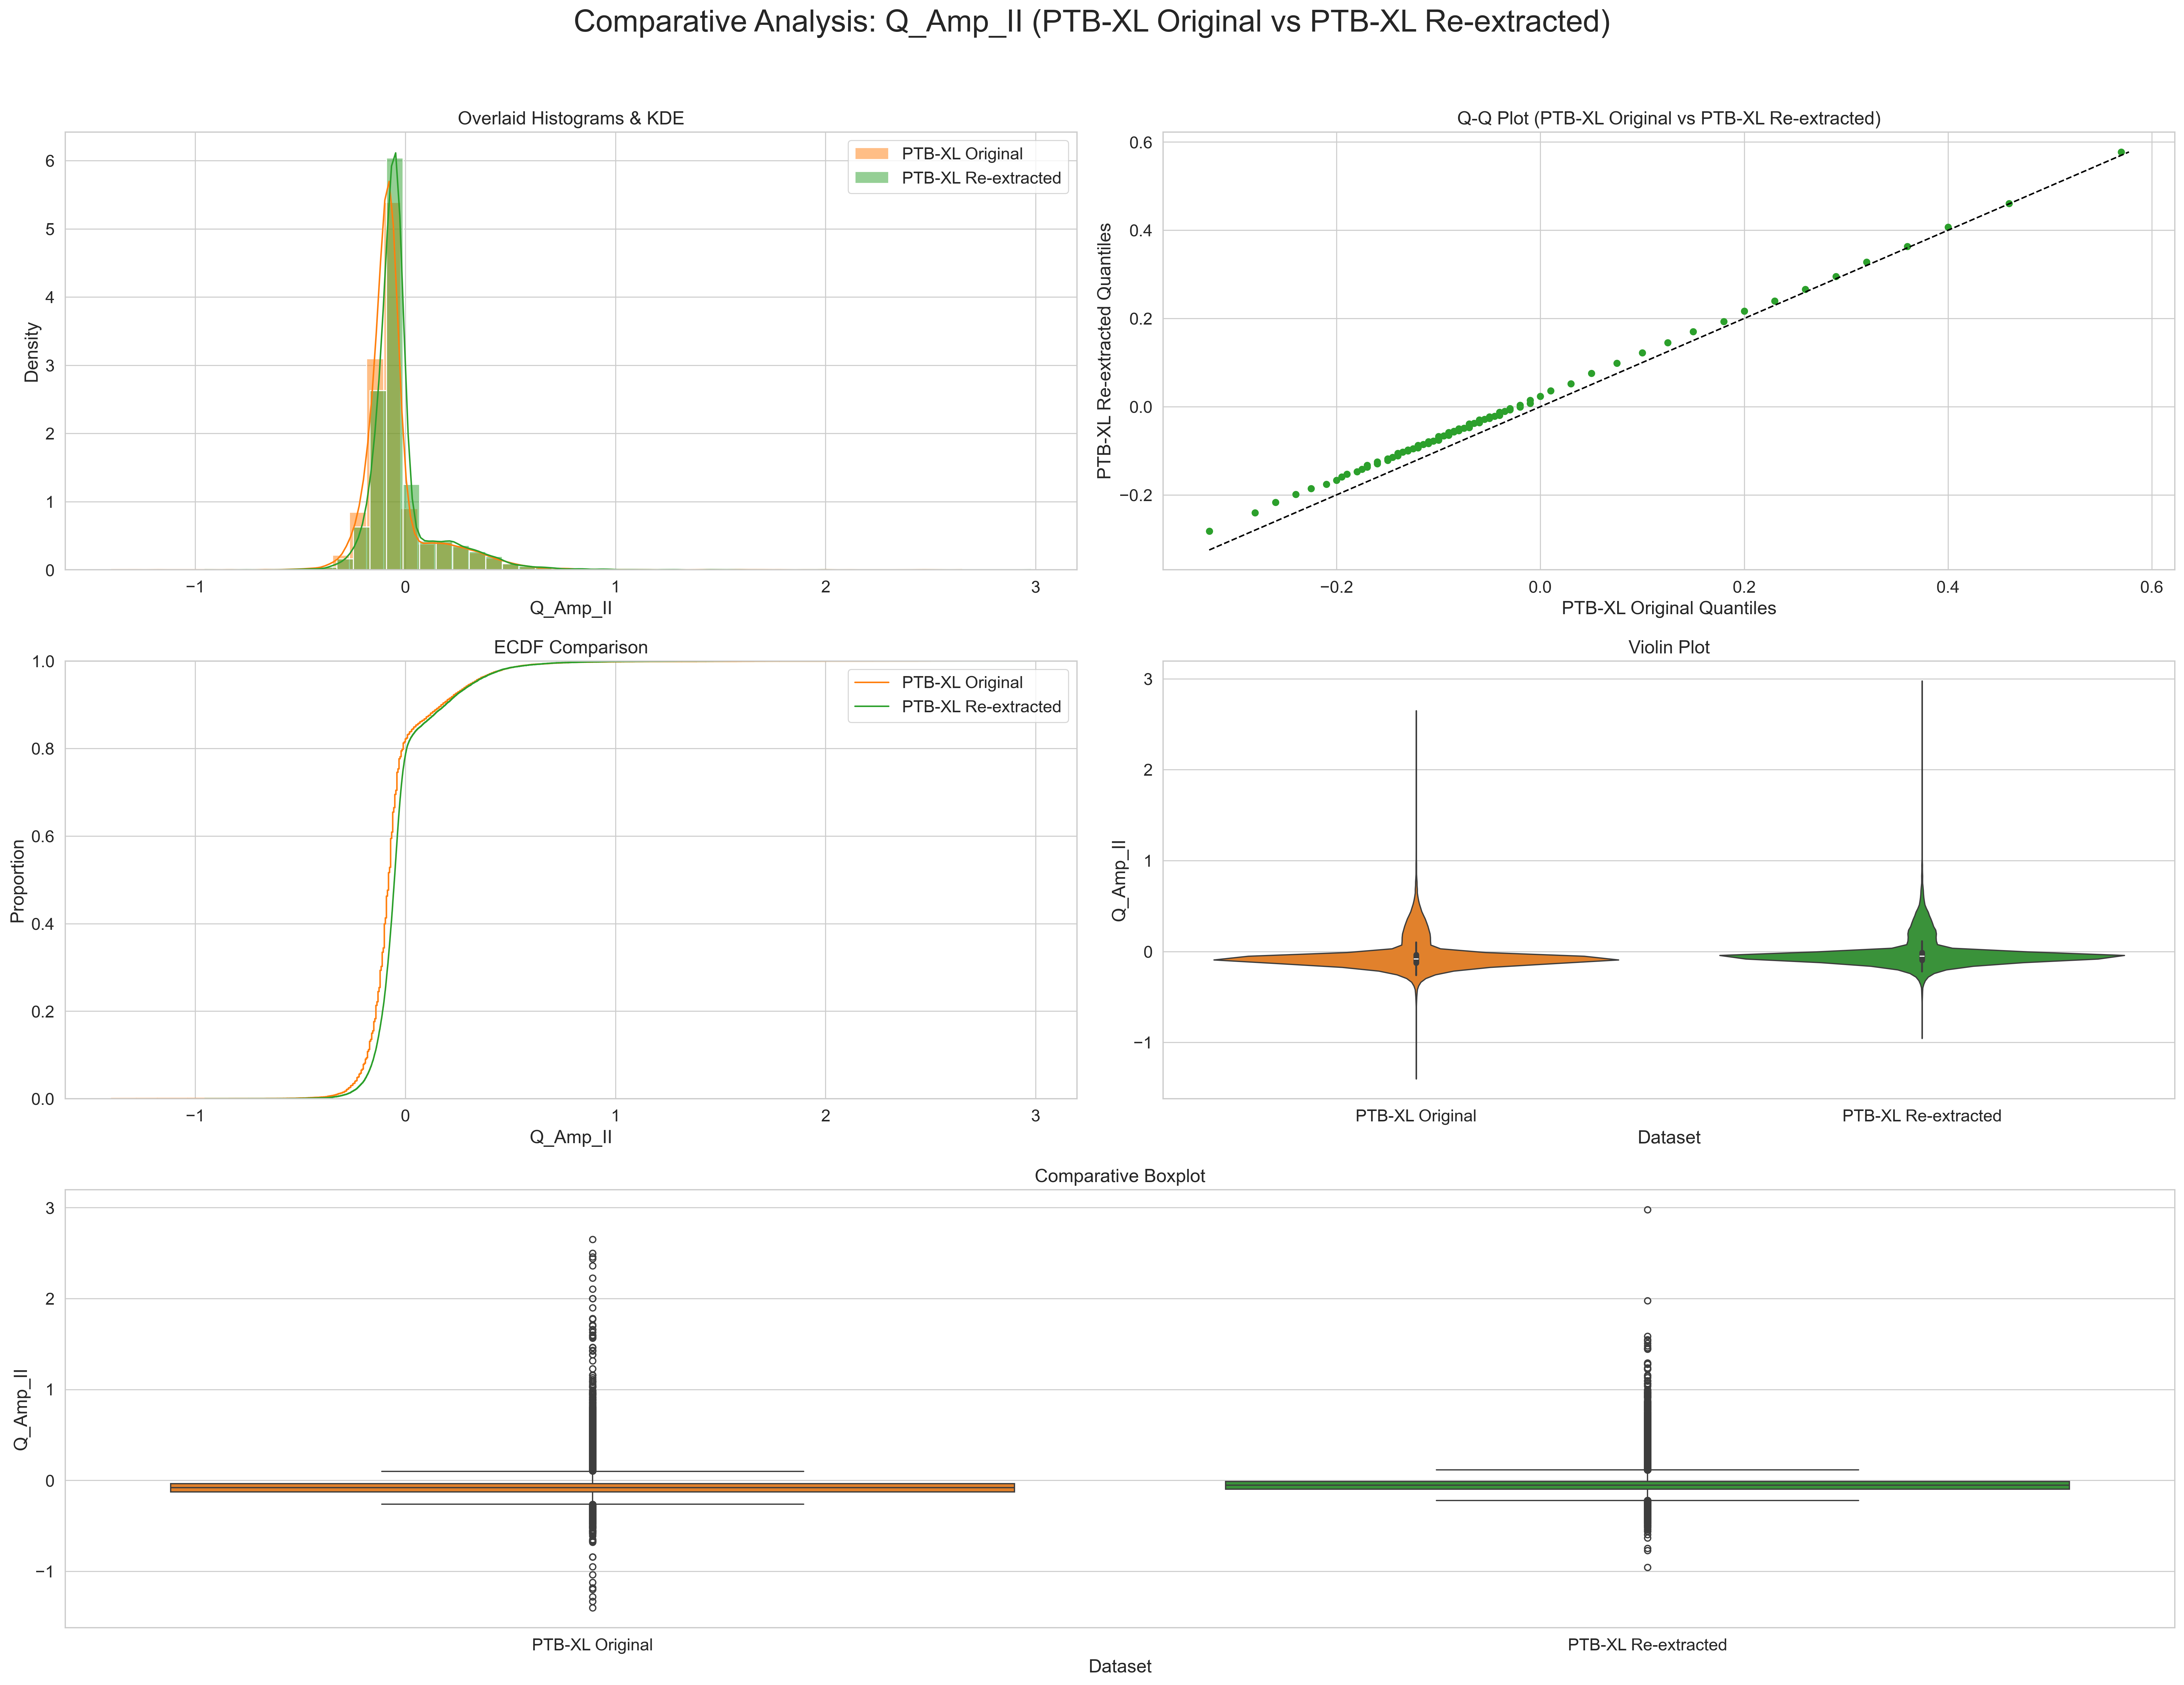 Comparative Analysis: Q_Amp_II (PTB-XL Original vs PTB-XL Re-extracted)
Overlaid Histograms & KDE
PTB-XL Original
PTB-XL Re-extracted
Density
6
5
4
3
2
1
0
−1
0
1
2
3
Q_Amp_II
Q-Q Plot (PTB-XL Original vs PTB-XL Re-extracted)
PTB-XL Re-extracted Quantiles
0.6
0.4
0.2
0.0
−0.2
−0.2
0.0
0.2
0.4
0.6
PTB-XL Original Quantiles
ECDF Comparison
PTB-XL Original
PTB-XL Re-extracted
Proportion
1.0
0.8
0.6
0.4
0.2
0.0
−1
0
1
2
3
Q_Amp_II
Violin Plot
Q_Amp_II
3
2
1
0
−1
PTB-XL Original
PTB-XL Re-extracted
Dataset
Comparative Boxplot
Q_Amp_II
3
2
1
0
−1
PTB-XL Original
PTB-XL Re-extracted
Dataset